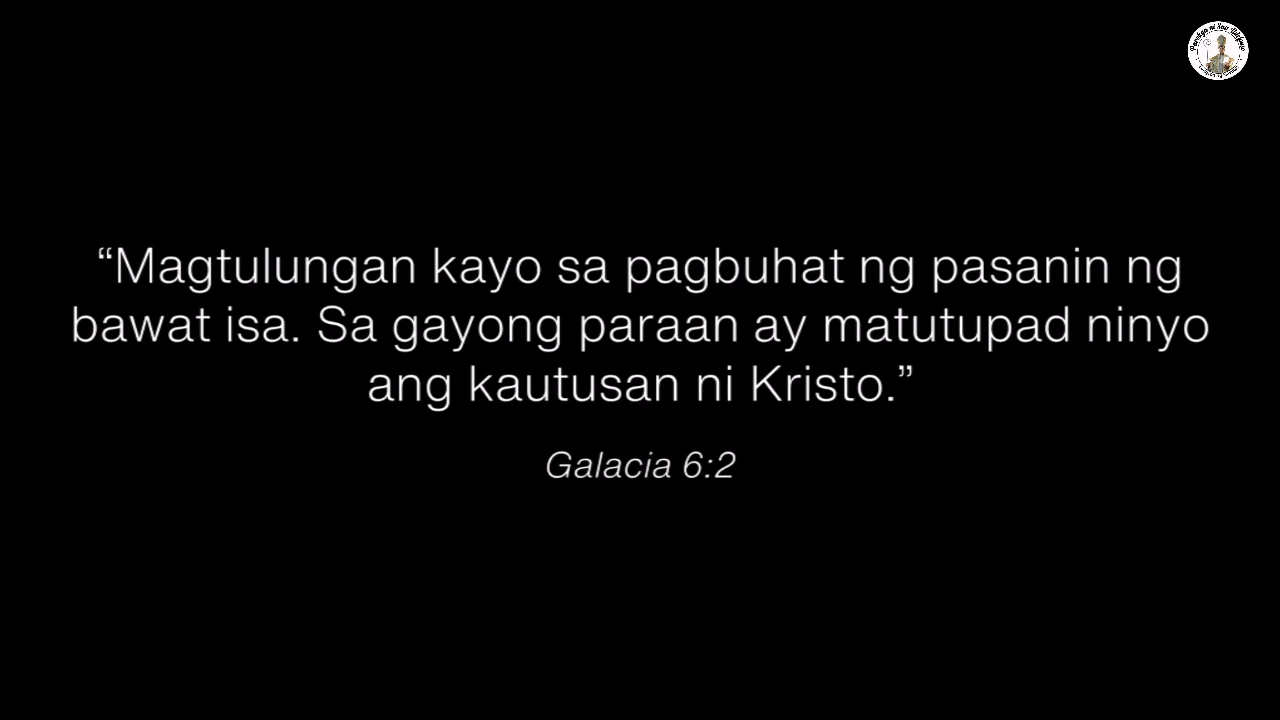 “Magtulungan kayo sa pagbuhat ng pasanin ng
bawat isa. Sa gayong paraan ay matutupad ninyo
ang kautusan ni Kristo.”
Galacia 6:2